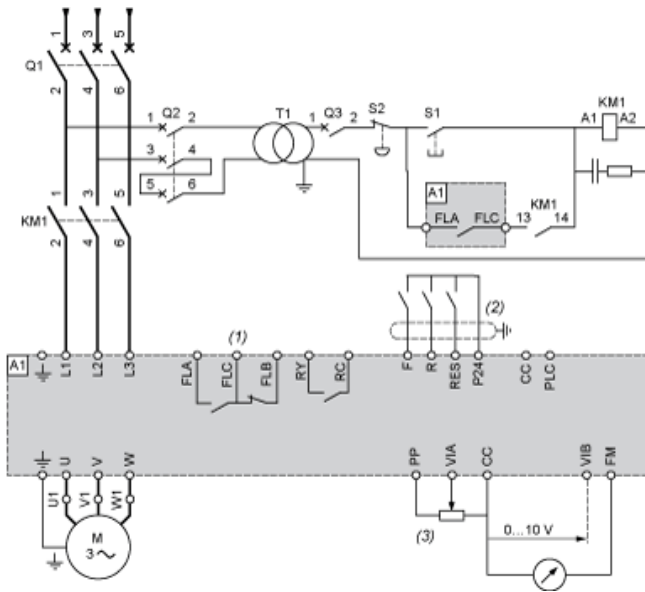 1 3 5
Q1
2 4 6
1 Q2 2
3 4
5 6
T1
1 Q3 2
S2
S1
KM1
A1 A2
A1
FLA FLC
KM1
13 14
1 3 5
KM1
2 4 6
(1)
(2)
A1
L1 L2 L3
FLA FLC FLB RY RC
F R RES P24 CC PLC
U V W
PP VIA CC VIB FM
U1 V1 W1
M
3
(3)
0...10 V